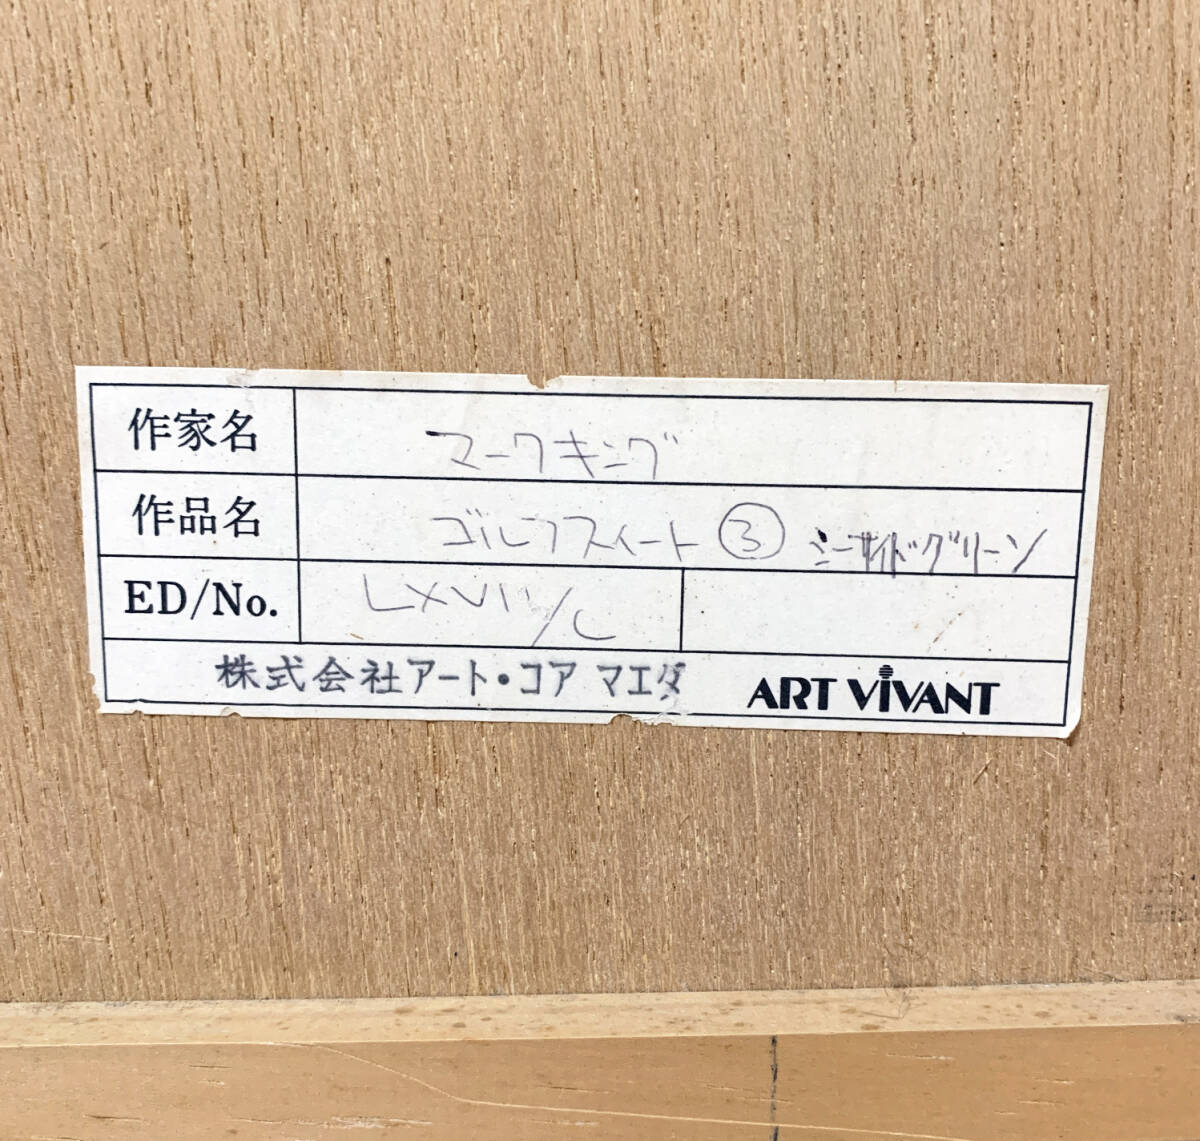 作家名 マークキング
作品名 ゴルフスイート ③ シーサイドグリーン
ED/No. LXVIII/C
株式会社アート・コア マエダ ART ViVANT